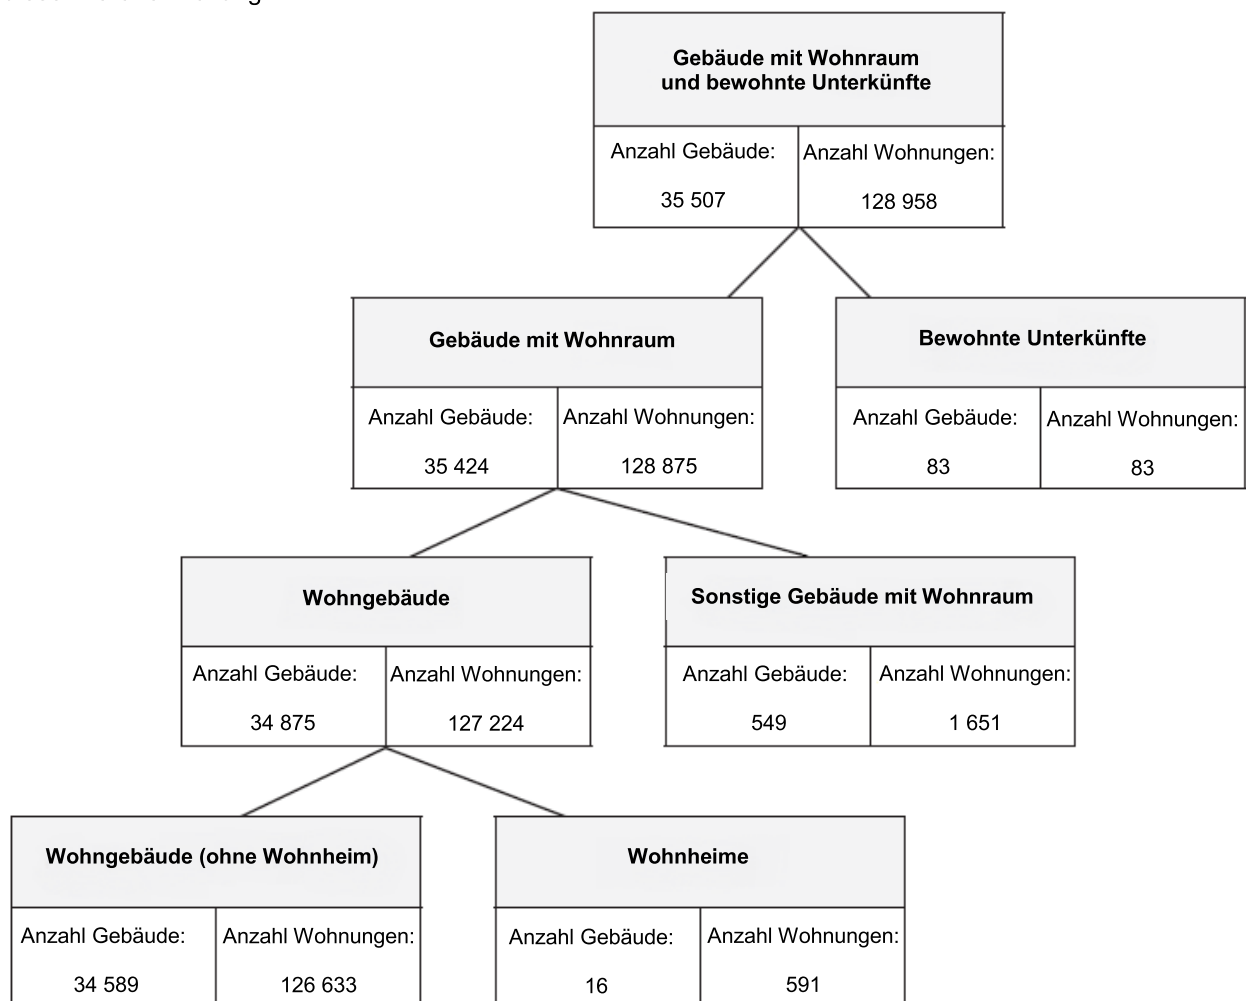 Gebäude mit Wohnraum
und bewohnte Unterkünfte
Anzahl Gebäude:
Anzahl Wohnungen:
35 507
128 958
Gebäude mit Wohnraum
Anzahl Gebäude:
Anzahl Wohnungen:
35 424
128 875
Bewohnte Unterkünfte
Anzahl Gebäude:
Anzahl Wohnungen:
83
83
Wohngebäude
Anzahl Gebäude:
Anzahl Wohnungen:
34 875
127 224
Sonstige Gebäude mit Wohnraum
Anzahl Gebäude:
Anzahl Wohnungen:
549
1 651
Wohngebäude (ohne Wohnheim)
Anzahl Gebäude:
Anzahl Wohnungen:
34 589
126 633
Wohnheime
Anzahl Gebäude:
Anzahl Wohnungen:
16
591